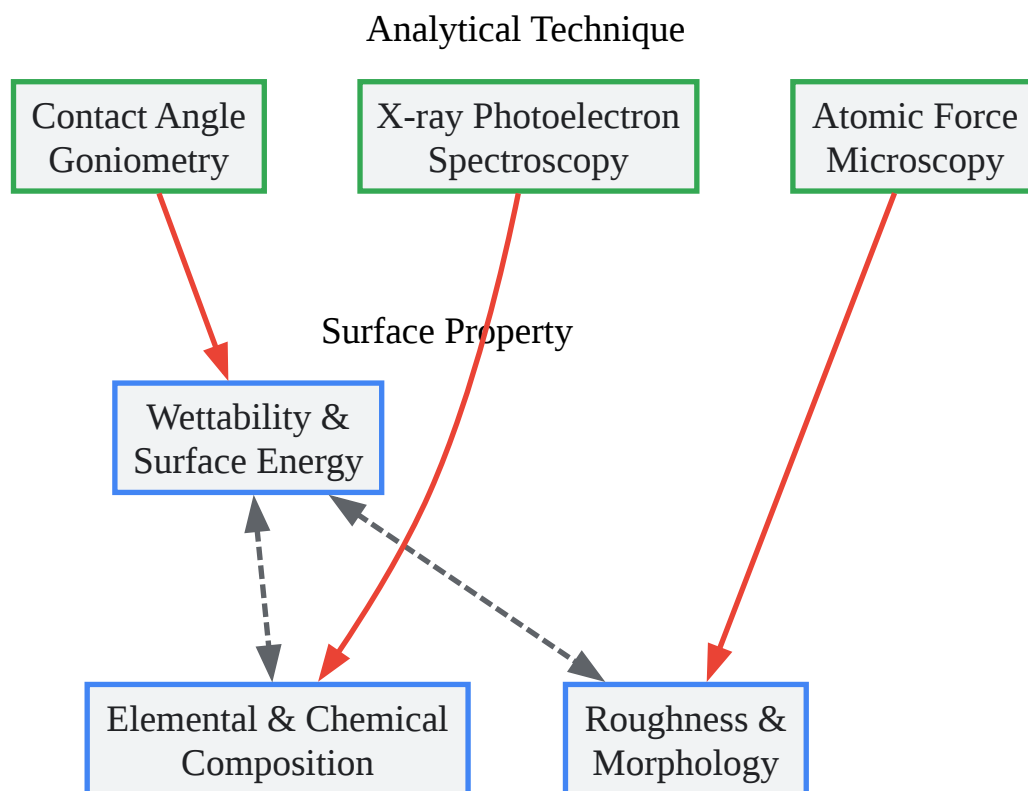 Analytical Technique
Contact Angle
Goniometry
X-ray Photoelectron
Spectroscopy
Atomic Force
Microscopy
Surface Property
Wettability &
Surface Energy
Elemental & Chemical
Composition
Roughness &
Morphology